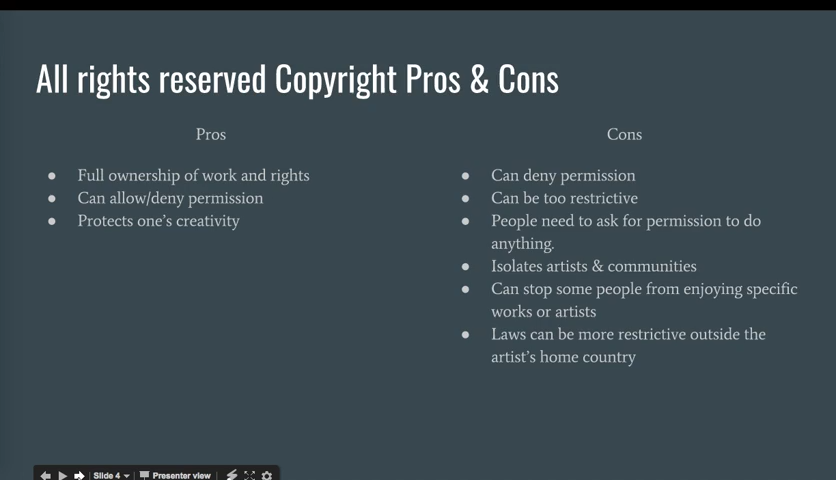 All rights reserved Copyright Pros & Cons
Pros
Full ownership of work and rights
Can allow/deny permission
Protects one's creativity
Cons
Can deny permission
Can be too restrictive
People need to ask for permission to do
anything.
Isolates artists & communities
Can stop some people from enjoying specific
works or artists
Laws can be more restrictive outside the
artist's home country
Slide 4
Presenter view